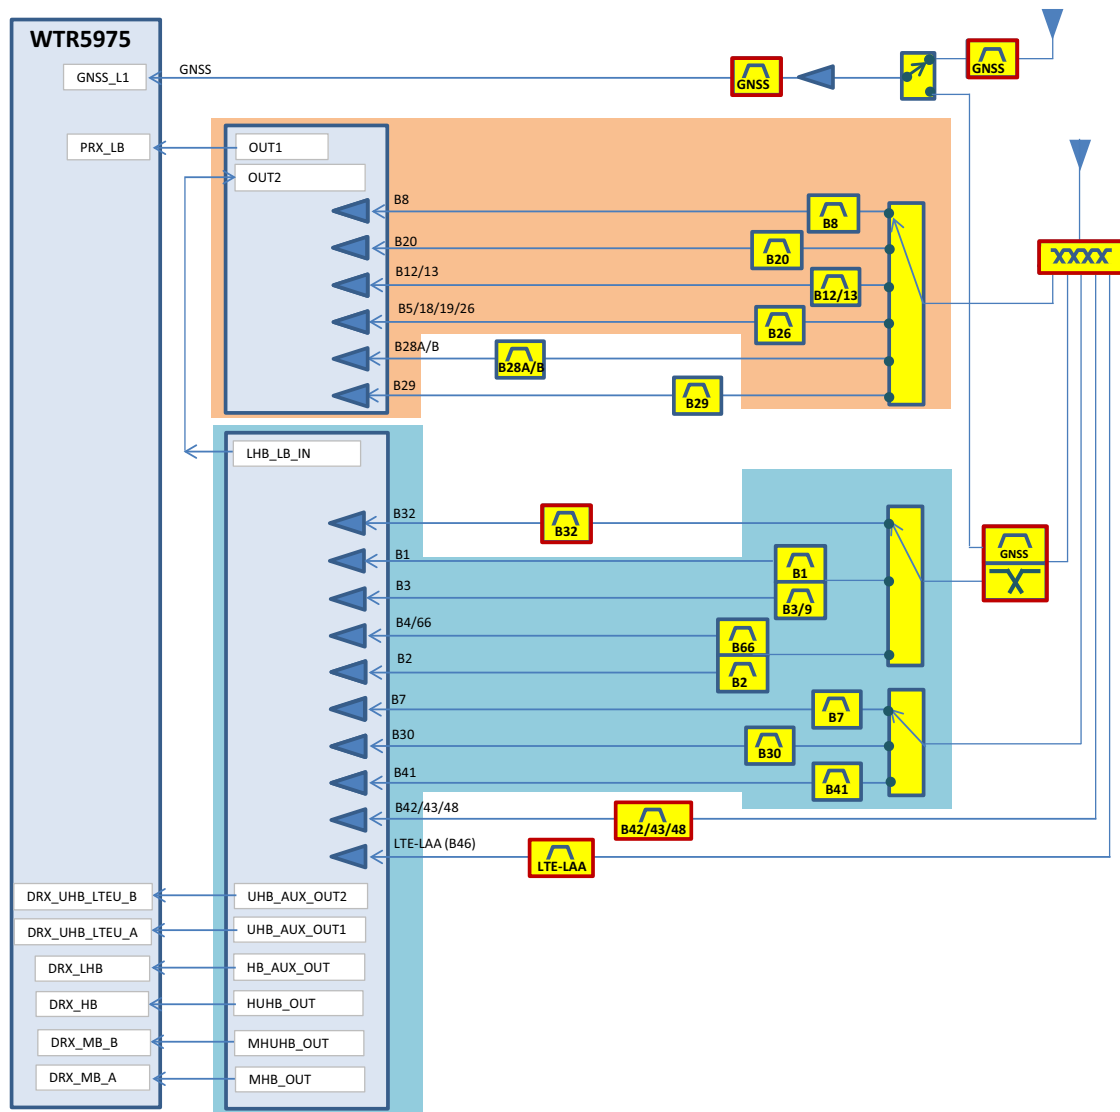 WTR5975
GNSS_L1
GNSS
GNSS
GNSS
PRX_LB
OUT1
OUT2
B8
B8
B20
B20
B12/13
B12/13
B5/18/19/26
B26
B28A/B
B28A/B
B29
B29
XXXX
LHB_LB_IN
B32
B32
B1
B1
GNSS
X
B3
B3/9
B4/66
B66
B2
B2
B7
B7
B30
B30
B41
B41
B42/43/48
B42/43/48
LTE-LAA (B46)
LTE-LAA
DRX_UHB_LTEU_B
UHB_AUX_OUT2
DRX_UHB_LTEU_A
UHB_AUX_OUT1
DRX_LHB
HB_AUX_OUT
DRX_HB
HUHB_OUT
DRX_MB_B
MHUHB_OUT
DRX_MB_A
MHB_OUT